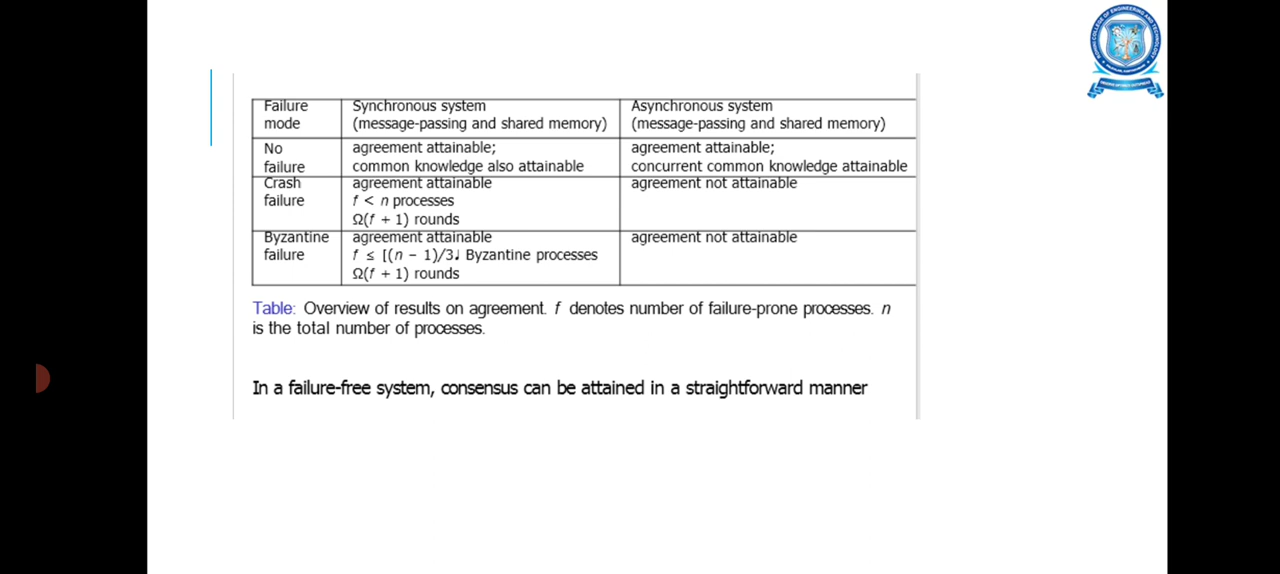 Failure mode
Synchronous system
(message-passing and shared memory)
Asynchronous system
(message-passing and shared memory)
No failure
agreement attainable;
common knowledge also attainable
agreement attainable;
concurrent common knowledge attainable
Crash failure
agreement attainable
f < n processes
Ω(f + 1) rounds
agreement not attainable
Byzantine failure
agreement attainable
f ≤ ⌊(n − 1)/3⌋ Byzantine processes
Ω(f + 1) rounds
agreement not attainable
Table: Overview of results on agreement. f denotes number of failure-prone processes. n
is the total number of processes.
In a failure-free system, consensus can be attained in a straightforward manner